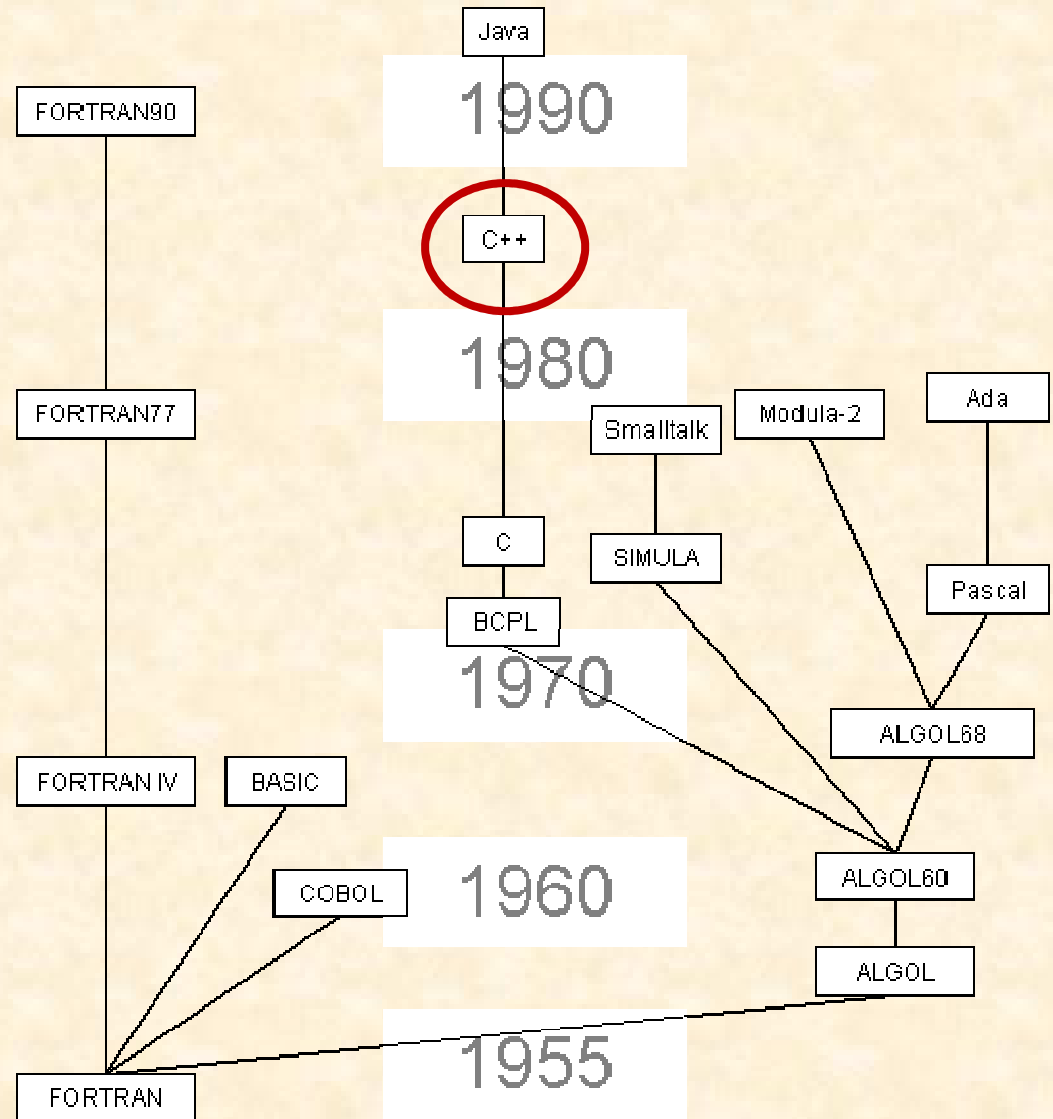 Java
1990
FORTRAN90
C++
1980
FORTRAN77
Smalltalk
Modula-2
Ada
C
SIMULA
Pascal
BCPL
1970
ALGOL68
FORTRAN IV
BASIC
ALGOL60
COBOL
1960
ALGOL
1955
FORTRAN